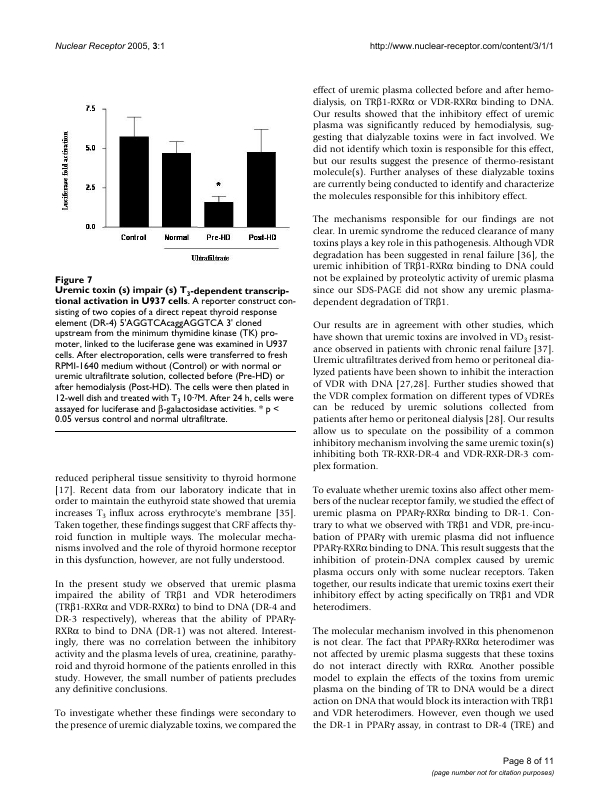 Nuclear Receptor 2005, 3:1
http://www.nuclear-receptor.com/content/3/1/1
7.5
5.0
2.5
0.0
Luciferase fold activation
*
Control
Normal
Pre-HD
Post-HD
Ultrafiltrate
Figure 7
Uremic toxin (s) impair (s) T3-dependent transcrip-
tional activation in U937 cells. A reporter construct con-
sisting of two copies of a direct repeat thyroid response
element (DR-4) 5'AGGTCAcaggAGGTCA 3' cloned
upstream from the minimum thymidine kinase (TK) pro-
moter, linked to the luciferase gene was examined in U937
cells. After electroporation, cells were transferred to fresh
RPMI-1640 medium without (Control) or with normal or
uremic ultrafiltrate solution, collected before (Pre-HD) or
after hemodialysis (Post-HD). The cells were then plated in
12-well dish and treated with T3 10-7M. After 24 h, cells were
assayed for luciferase and β-galactosidase activities. * p <
0.05 versus control and normal ultrafiltrate.
reduced peripheral tissue sensitivity to thyroid hormone
[17]. Recent data from our laboratory indicate that in
order to maintain the euthyroid state showed that uremia
increases T3 influx across erythrocyte's membrane [35].
Taken together, these findings suggest that CRF affects thy-
roid function in multiple ways. The molecular mecha-
nisms involved and the role of thyroid hormone receptor
in this dysfunction, however, are not fully understood.
In the present study we observed that uremic plasma
impaired the ability of TRβ1 and VDR heterodimers
(TRβ1-RXRα and VDR-RXRα) to bind to DNA (DR-4 and
DR-3 respectively), whereas that the ability of PPARγ-
RXRα to bind to DNA (DR-1) was not altered. Interest-
ingly, there was no correlation between the inhibitory
activity and the plasma levels of urea, creatinine, parathy-
roid and thyroid hormone of the patients enrolled in this
study. However, the small number of patients precludes
any definitive conclusions.
To investigate whether these findings were secondary to
the presence of uremic dialyzable toxins, we compared the
effect of uremic plasma collected before and after hemo-
dialysis, on TRβ1-RXRα or VDR-RXRα binding to DNA.
Our results showed that the inhibitory effect of uremic
plasma was significantly reduced by hemodialysis, sug-
gesting that dialyzable toxins were in fact involved. We
did not identify which toxin is responsible for this effect,
but our results suggest the presence of thermo-resistant
molecule(s). Further analyses of these dialyzable toxins
are currently being conducted to identify and characterize
the molecules responsible for this inhibitory effect.
The mechanisms responsible for our findings are not
clear. In uremic syndrome the reduced clearance of many
toxins plays a key role in this pathogenesis. Although VDR
degradation has been suggested in renal failure [36], the
uremic inhibition of TRβ1-RXRα binding to DNA could
not be explained by proteolytic activity of uremic plasma
since our SDS-PAGE did not show any uremic plasma-
dependent degradation of TRβ1.
Our results are in agreement with other studies, which
have shown that uremic toxins are involved in VD3 resist-
ance observed in patients with chronic renal failure [37].
Uremic ultrafiltrates derived from hemo or peritoneal dia-
lyzed patients have been shown to inhibit the interaction
of VDR with DNA [27,28]. Further studies showed that
the VDR complex formation on different types of VDREs
can be reduced by uremic solutions collected from
patients after hemo or peritoneal dialysis [28]. Our results
allow us to speculate on the possibility of a common
inhibitory mechanism involving the same uremic toxin(s)
inhibiting both TR-RXR-DR-4 and VDR-RXR-DR-3 com-
plex formation.
To evaluate whether uremic toxins also affect other mem-
bers of the nuclear receptor family, we studied the effect of
uremic plasma on PPARγ-RXRα binding to DR-1. Con-
trary to what we observed with TRβ1 and VDR, pre-incu-
bation of PPARγ with uremic plasma did not influence
PPARγ-RXRα binding to DNA. This result suggests that the
inhibition of protein-DNA complex caused by uremic
plasma occurs only with some nuclear receptors. Taken
together, our results indicate that uremic toxins exert their
inhibitory effect by acting specifically on TRβ1 and VDR
heterodimers.
The molecular mechanism involved in this phenomenon
is not clear. The fact that PPARγ-RXRα heterodimer was
not affected by uremic plasma suggests that these toxins
do not interact directly with RXRα. Another possible
model to explain the effects of the toxins from uremic
plasma on the binding of TR to DNA would be a direct
action on DNA that would block its interaction with TRβ1
and VDR heterodimers. However, even though we used
the DR-1 in PPARγ assay, in contrast to DR-4 (TRE) and
Page 8 of 11
(page number not for citation purposes)